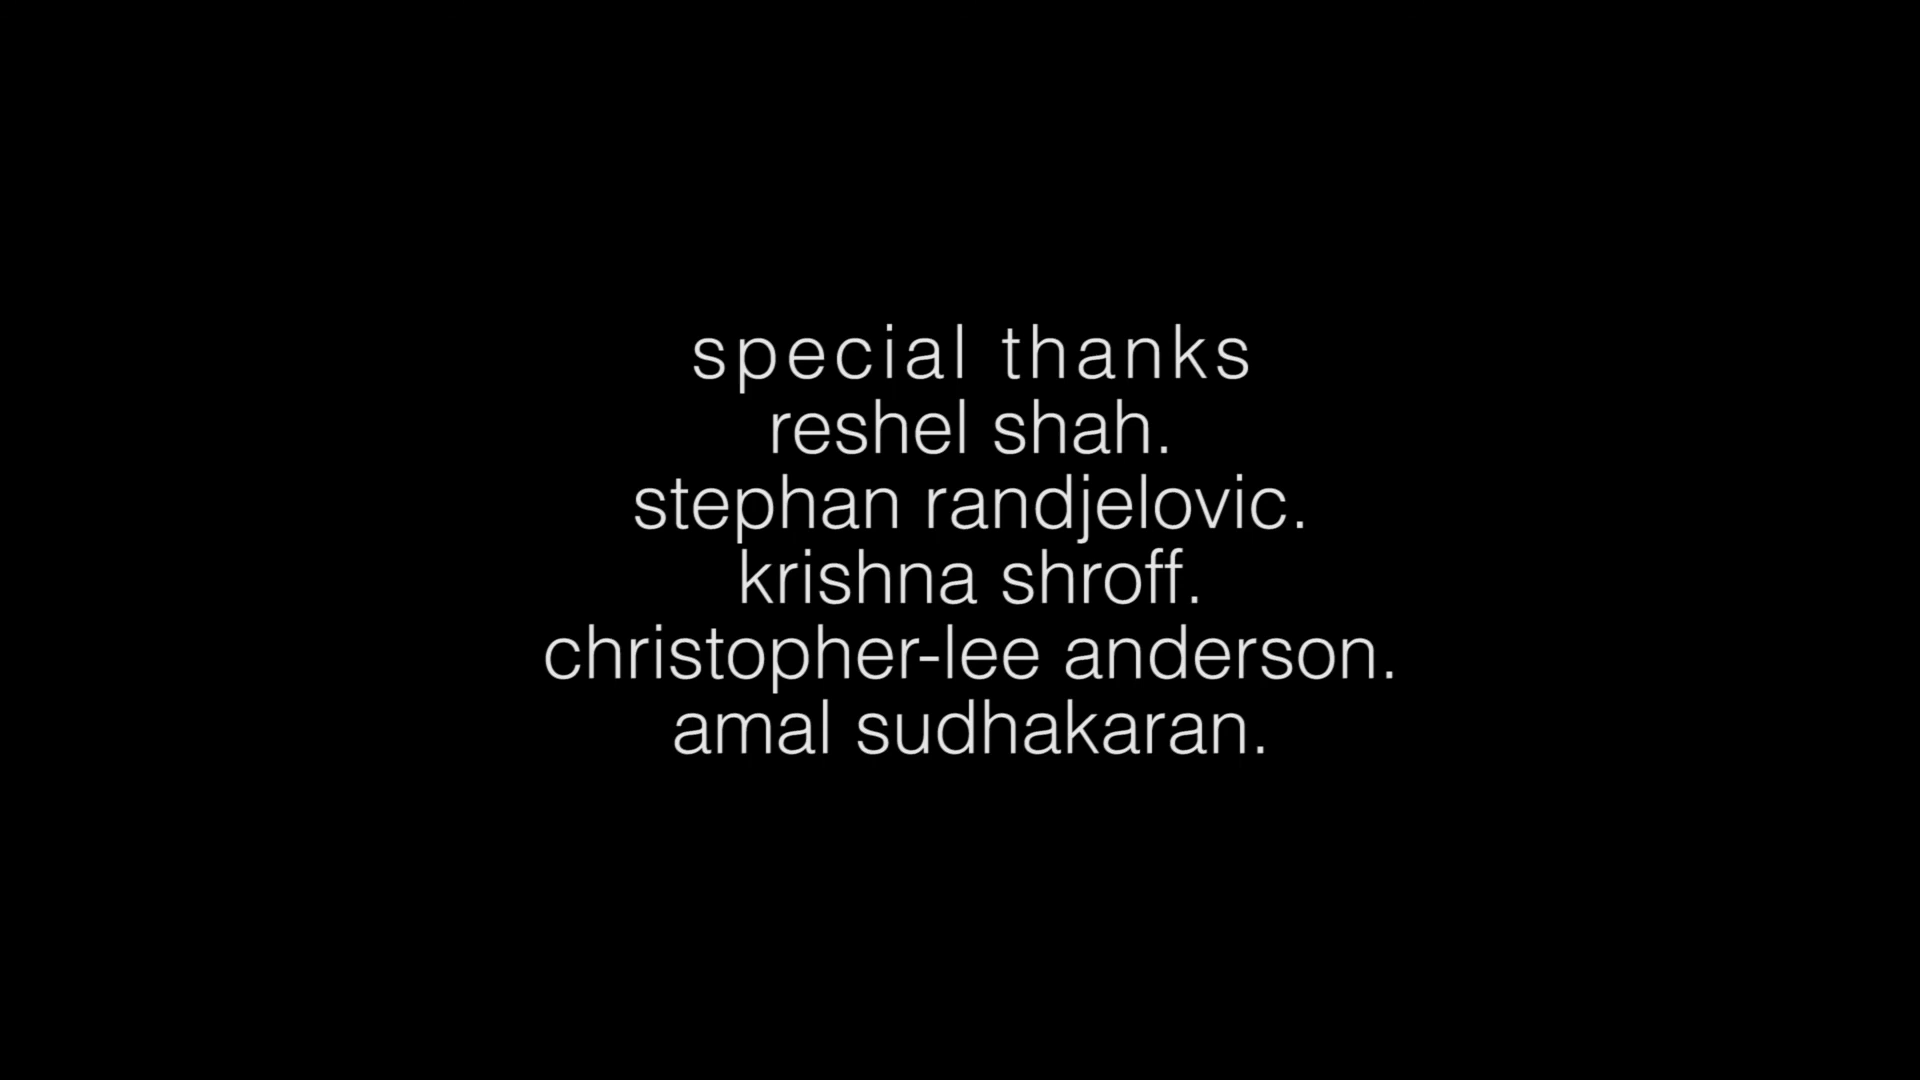 special thanks
reshel shah.
stephan randjelovic.
krishna shroff.
christopher-lee anderson.
amal sudhakaran.